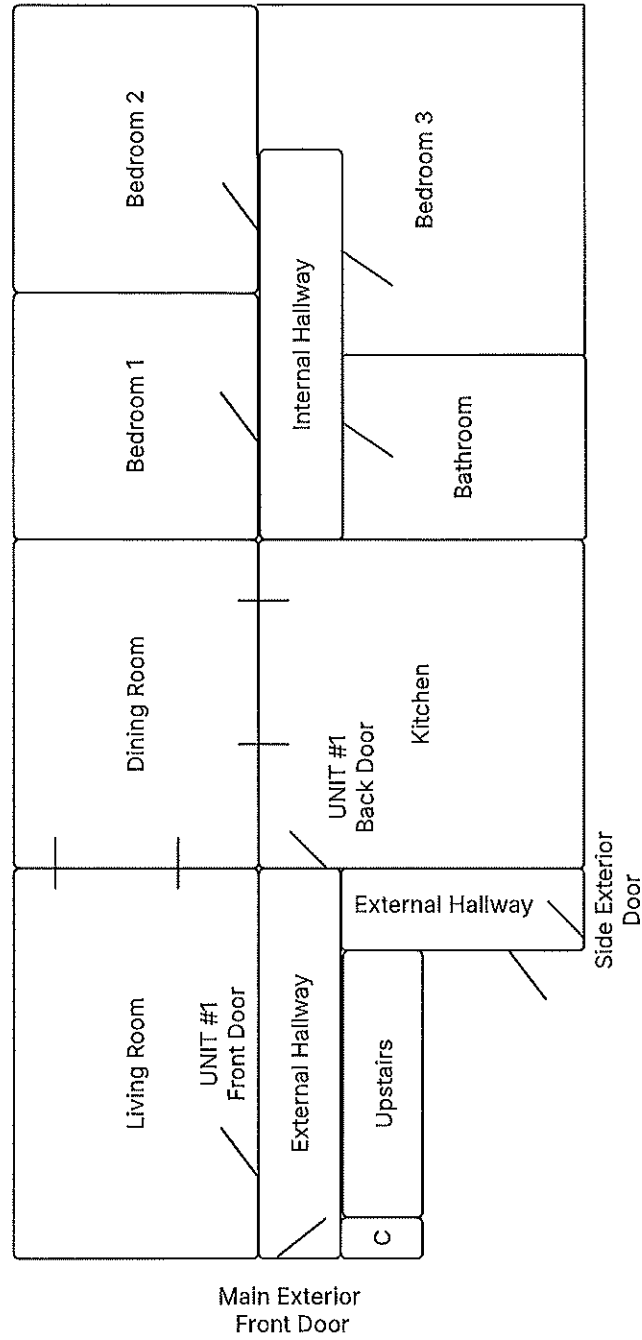 Bedroom 2
Bedroom 3
Internal Hallway
Bedroom 1
Bathroom
Dining Room
Kitchen
UNIT #1
Back Door
Living Room
UNIT #1
Front Door
External Hallway
External Hallway
Side Exterior
Door
Upstairs
C
Main Exterior
Front Door